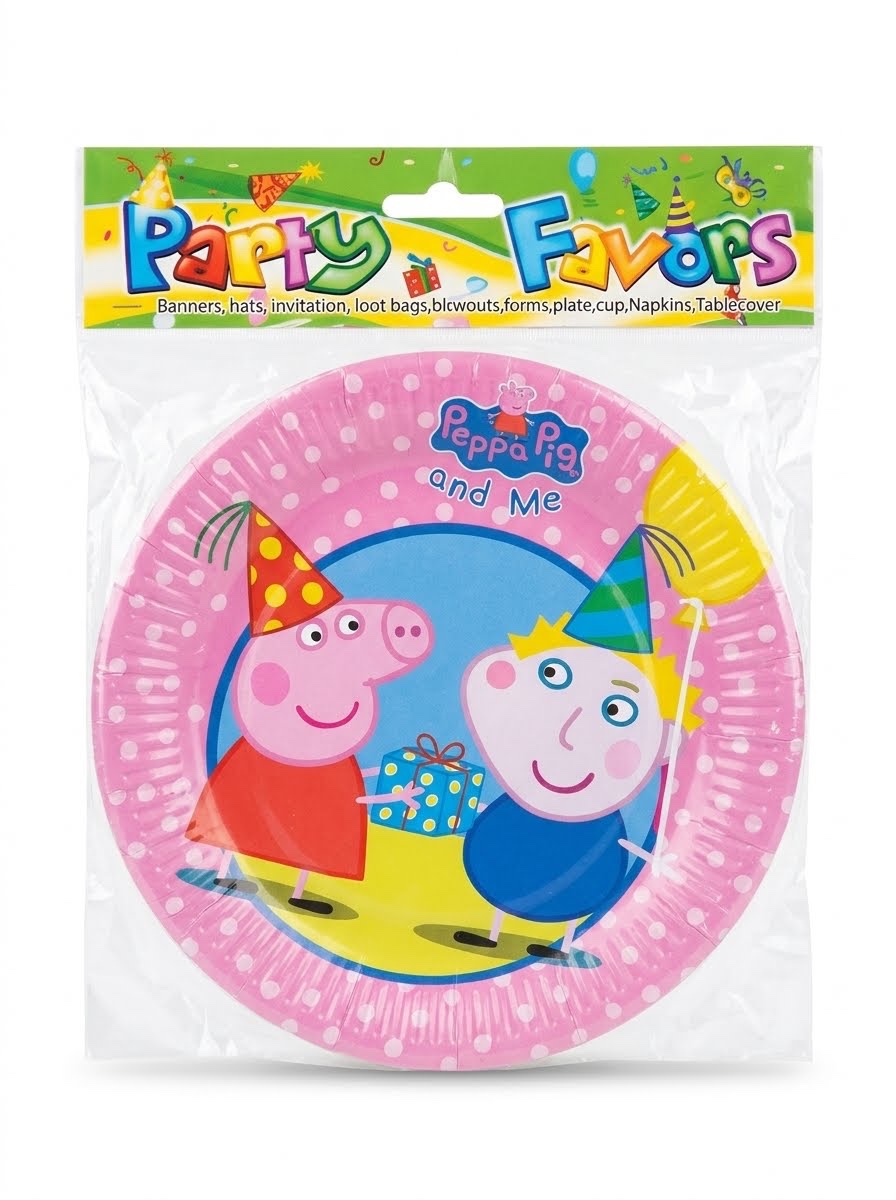 Party Favors
Banners, hats, invitation, loot bags,blcwouts,forms,plate,cup,Napkins,Tablecover
Peppa Pig
and Me